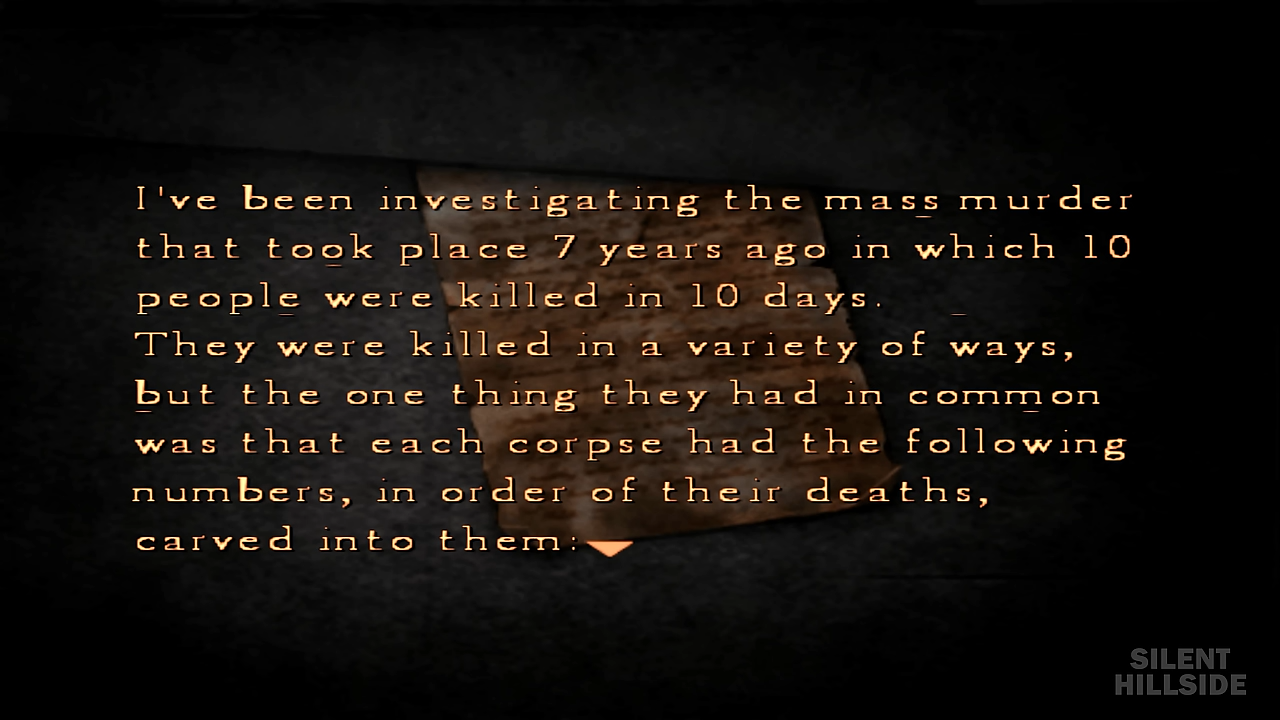 I've been investigating the mass murder
that took place 7 years ago in which 10
people were killed in 10 days.
They were killed in a variety of ways,
but the one thing they had in common
was that each corpse had the following
numbers, in order of their deaths,
carved into them:
SILENT
HILLSIDE